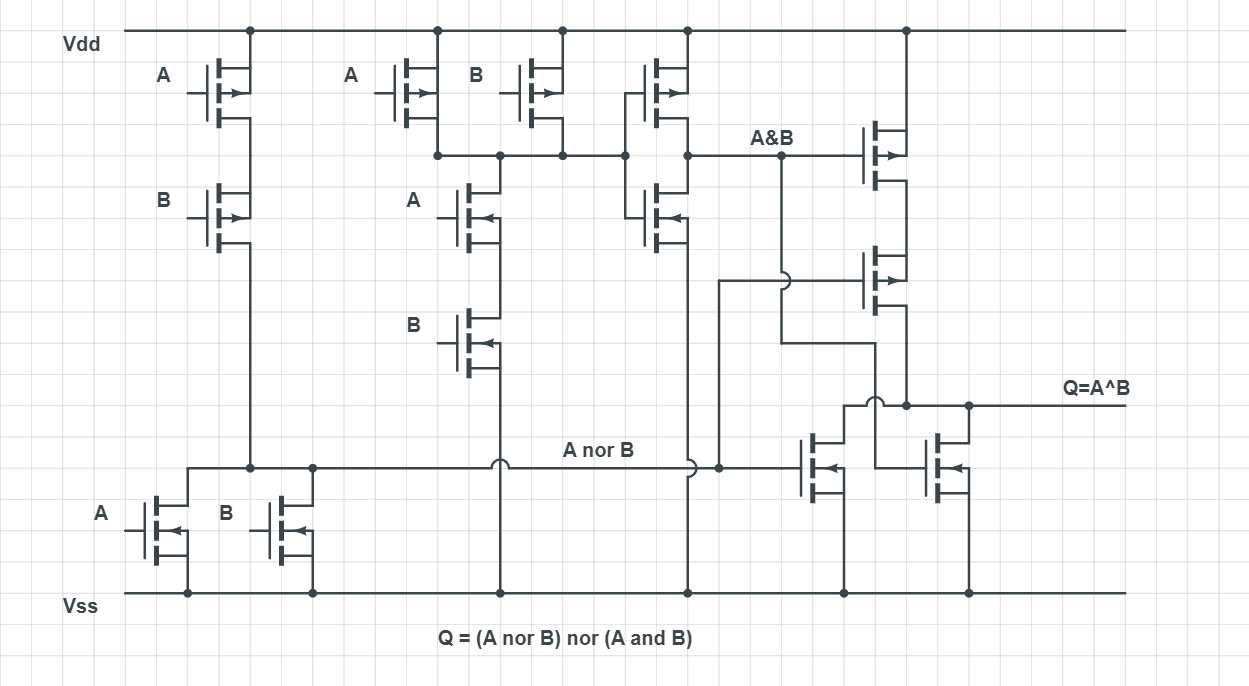 Vdd
A
A
B
A&B
B
A
B
Q=A^B
A nor B
A
B
Vss
Q = (A nor B) nor (A and B)